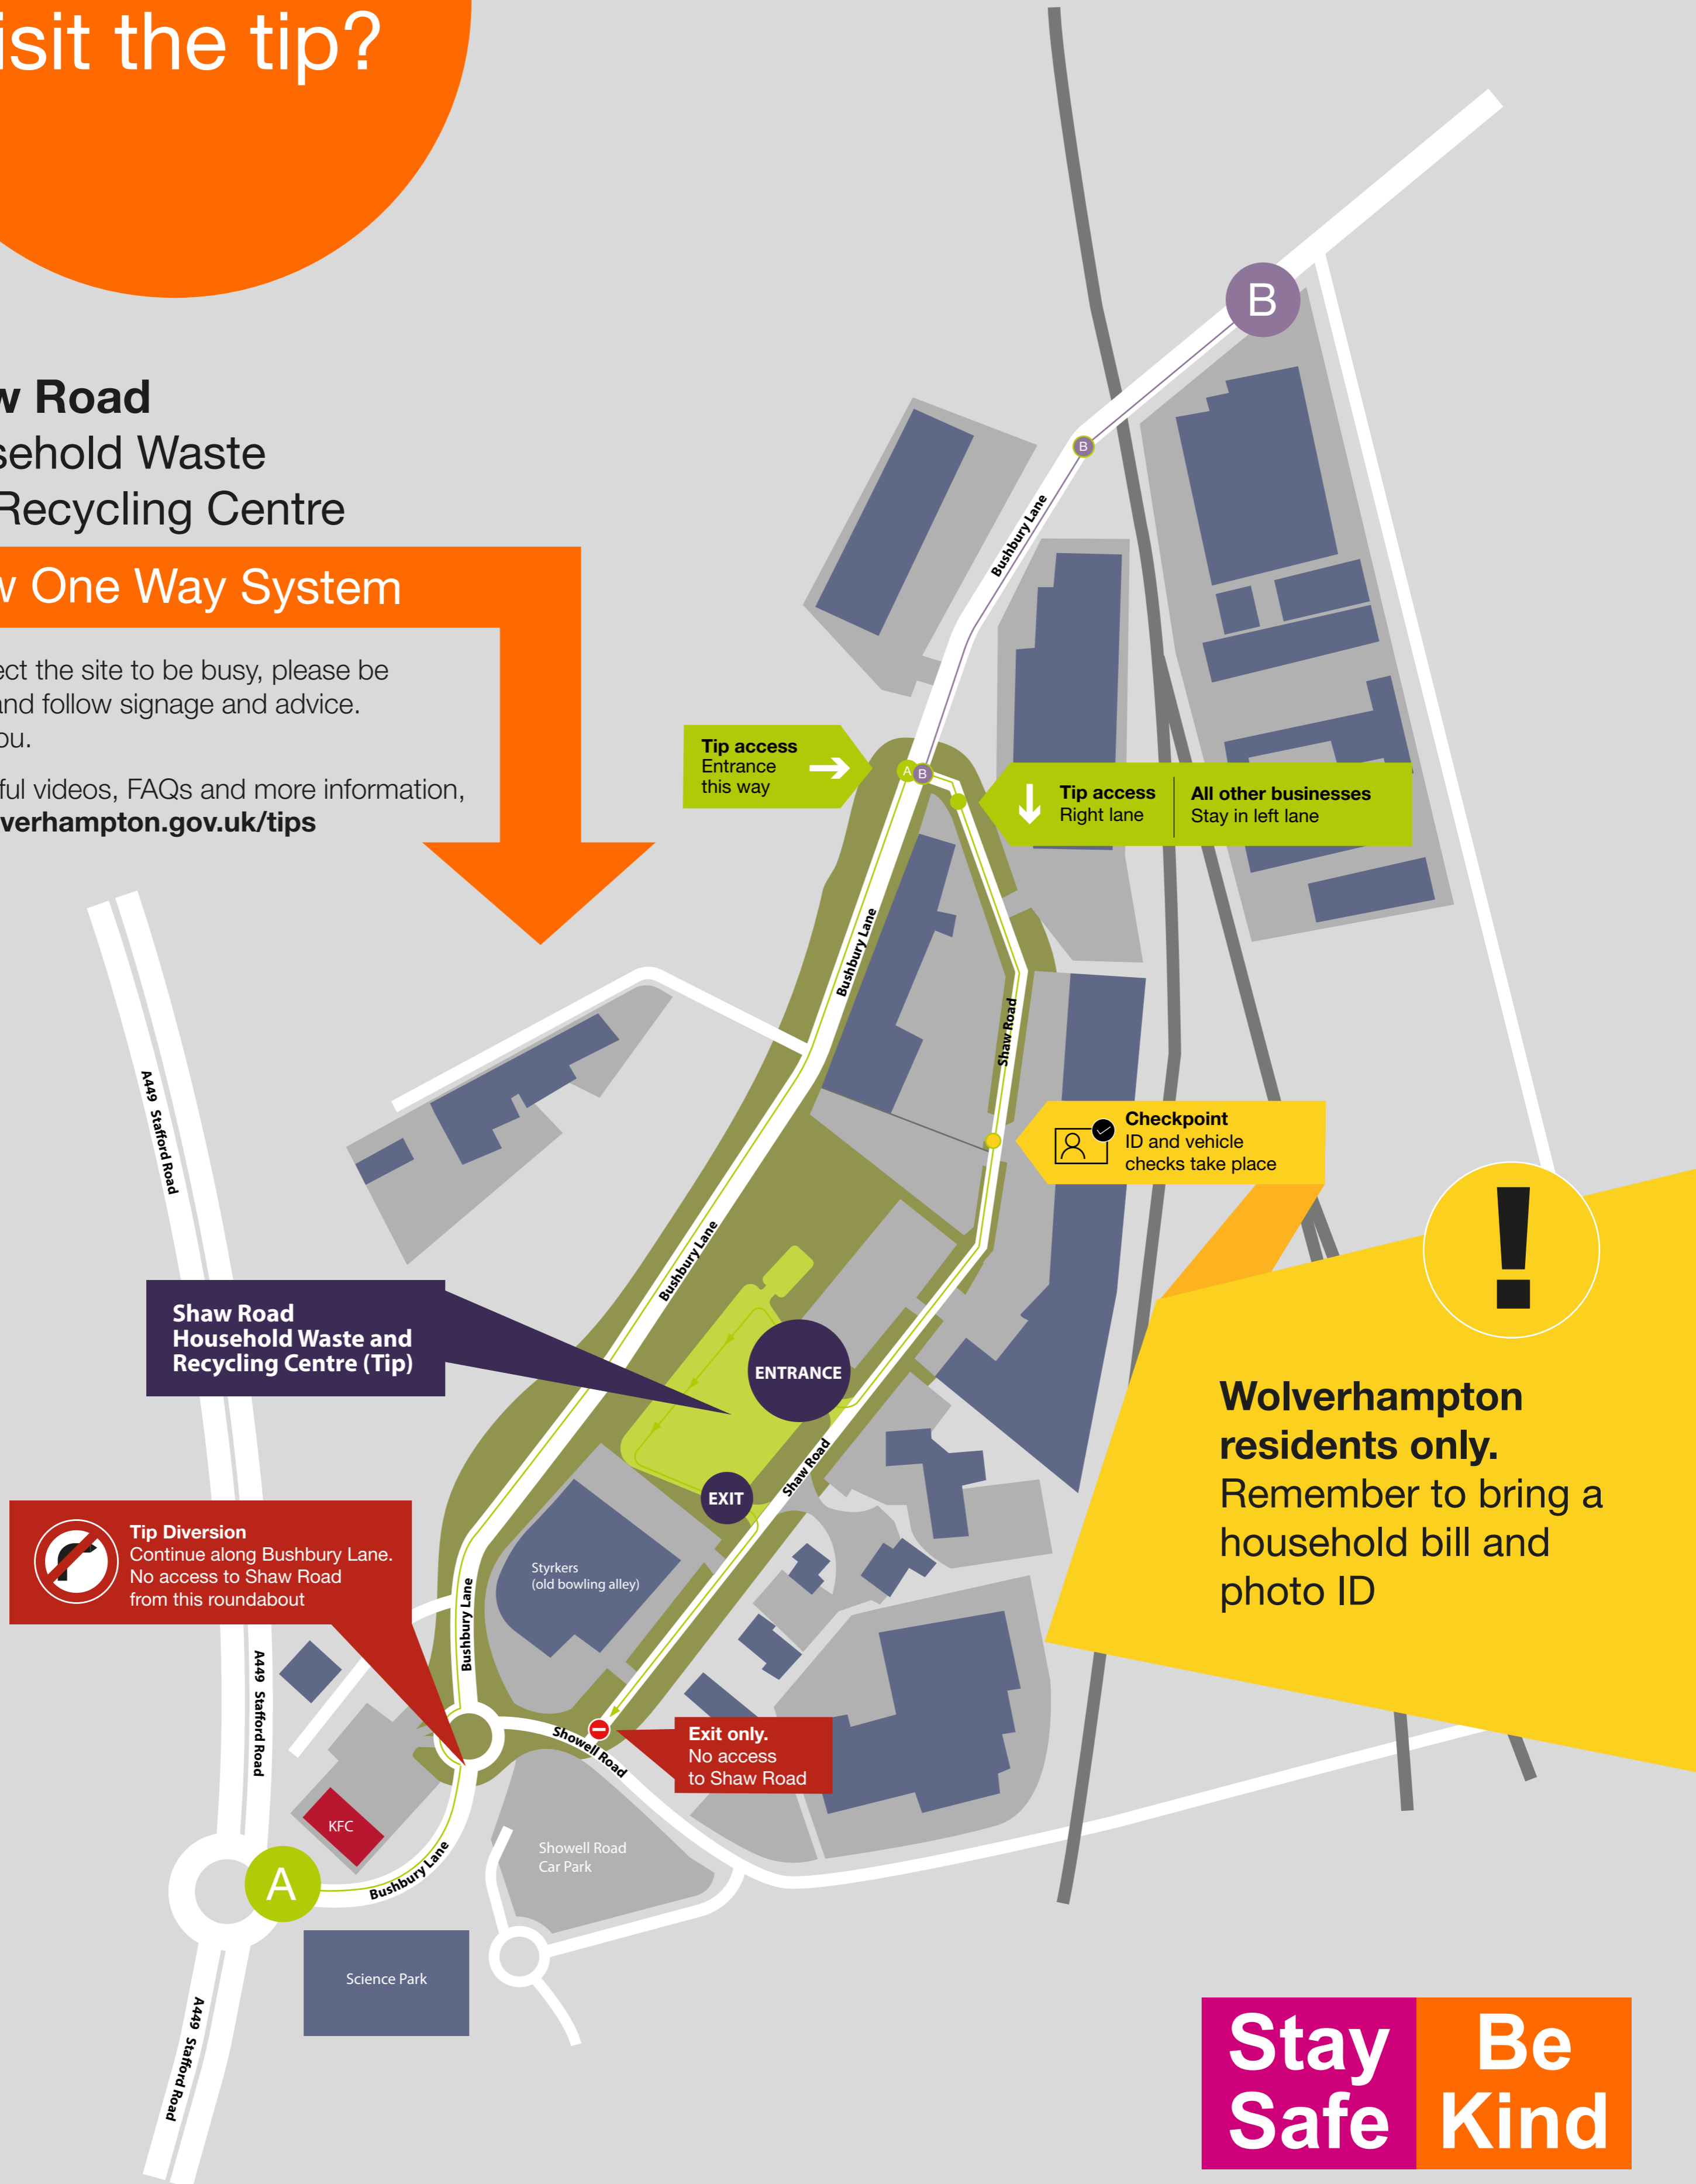 isit the tip?
w Road
sehold Waste
Recycling Centre
w One Way System
ect the site to be busy, please be
and follow signage and advice.
ou.
ful videos, FAQs and more information,
verhampton.gov.uk/tips
B
B
Bushbury Lane
Tip access
Entrance
this way
A B
Tip access
Right lane
All other businesses
Stay in left lane
Bushbury Lane
Shaw Road
A449 Stafford Road
Checkpoint
ID and vehicle
checks take place
Bushbury Lane
Shaw Road
Household Waste and
Recycling Centre (Tip)
ENTRANCE
!
Wolverhampton
residents only.
Remember to bring a
household bill and
photo ID
Shaw Road
EXIT
Tip Diversion
Continue along Bushbury Lane.
No access to Shaw Road
from this roundabout
Styrkers
(old bowling alley)
Bushbury Lane
A449 Stafford Road
Showell Road
Exit only.
No access
to Shaw Road
KFC
Showell Road
Car Park
A
Bushbury Lane
Science Park
A449 Stafford Road
Stay
Safe
Be
Kind